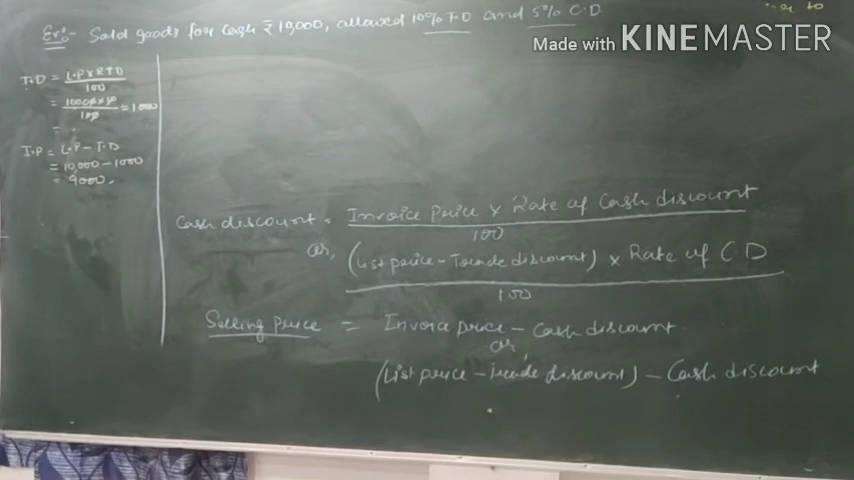 Ex:- Sold goods for cash ₹ 10,000, allowed 10% T.D and 5% C.D.
Made with KINEMASTER
T.D = L.P x R T D
100
= 10000 x 10 = 1000
100
I.P = L.P - T.D
= 10,000 - 1000
= 9000.
Cash discount = Invoice price x Rate of Cash discount
100
or, (List price - Trade discount) x Rate of C D
100
Selling price = Invoice price - Cash discount
or,
(List price - Trade discount) - Cash discount